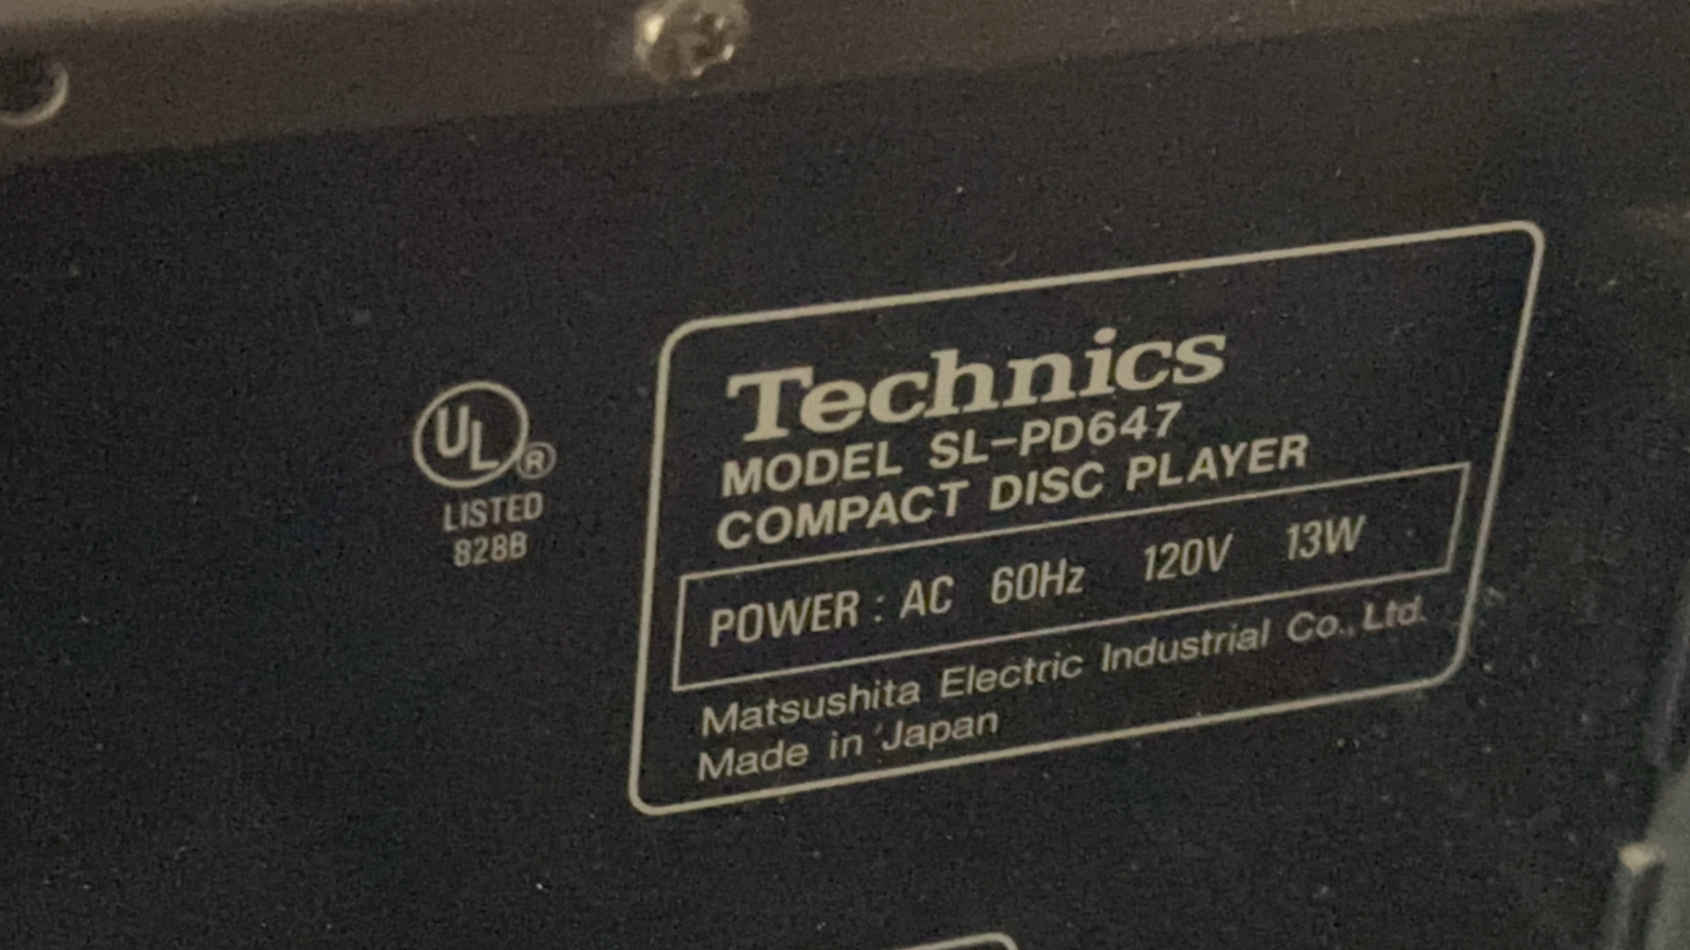 UL®
LISTED
828B
Technics
MODEL SL-PD647
COMPACT DISC PLAYER
POWER : AC 60Hz 120V 13W
Matsushita Electric Industrial Co., Ltd.
Made in Japan